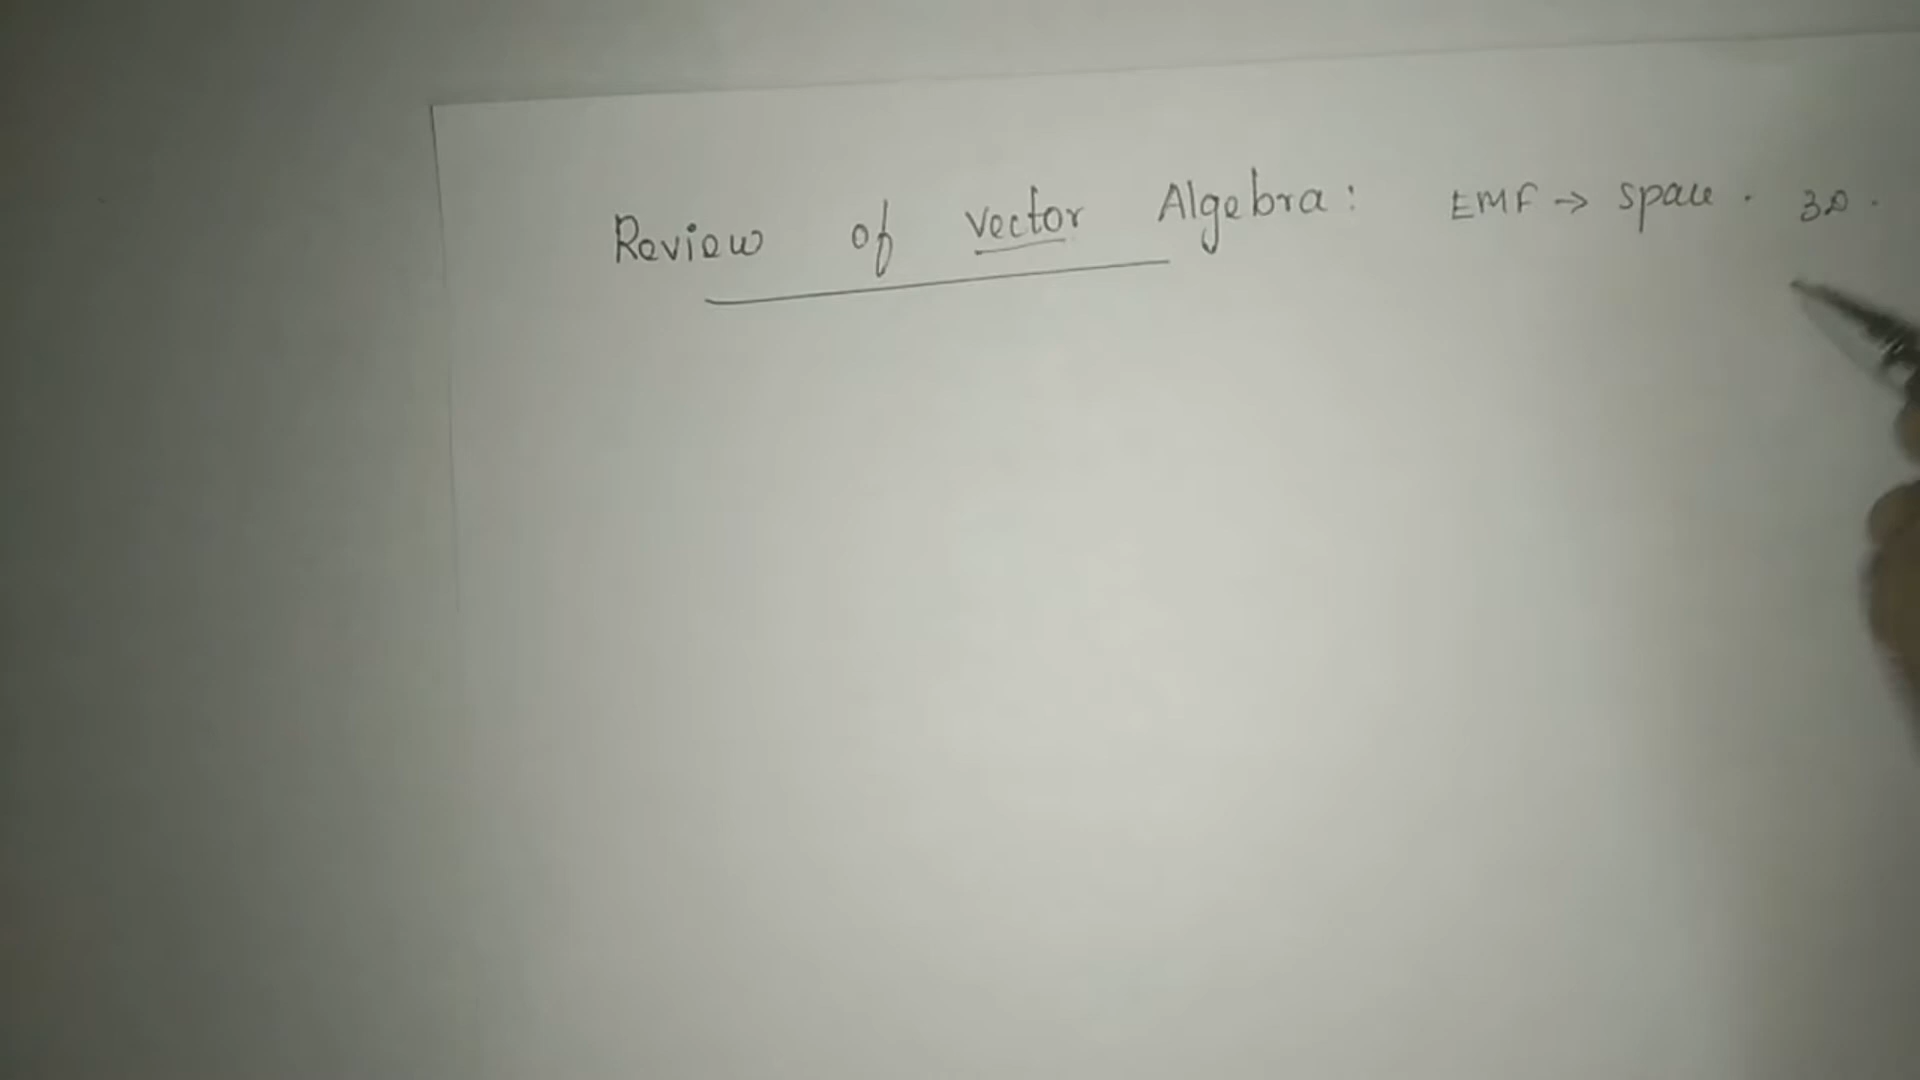 Review of vector Algebra: EMF → space. 3D.